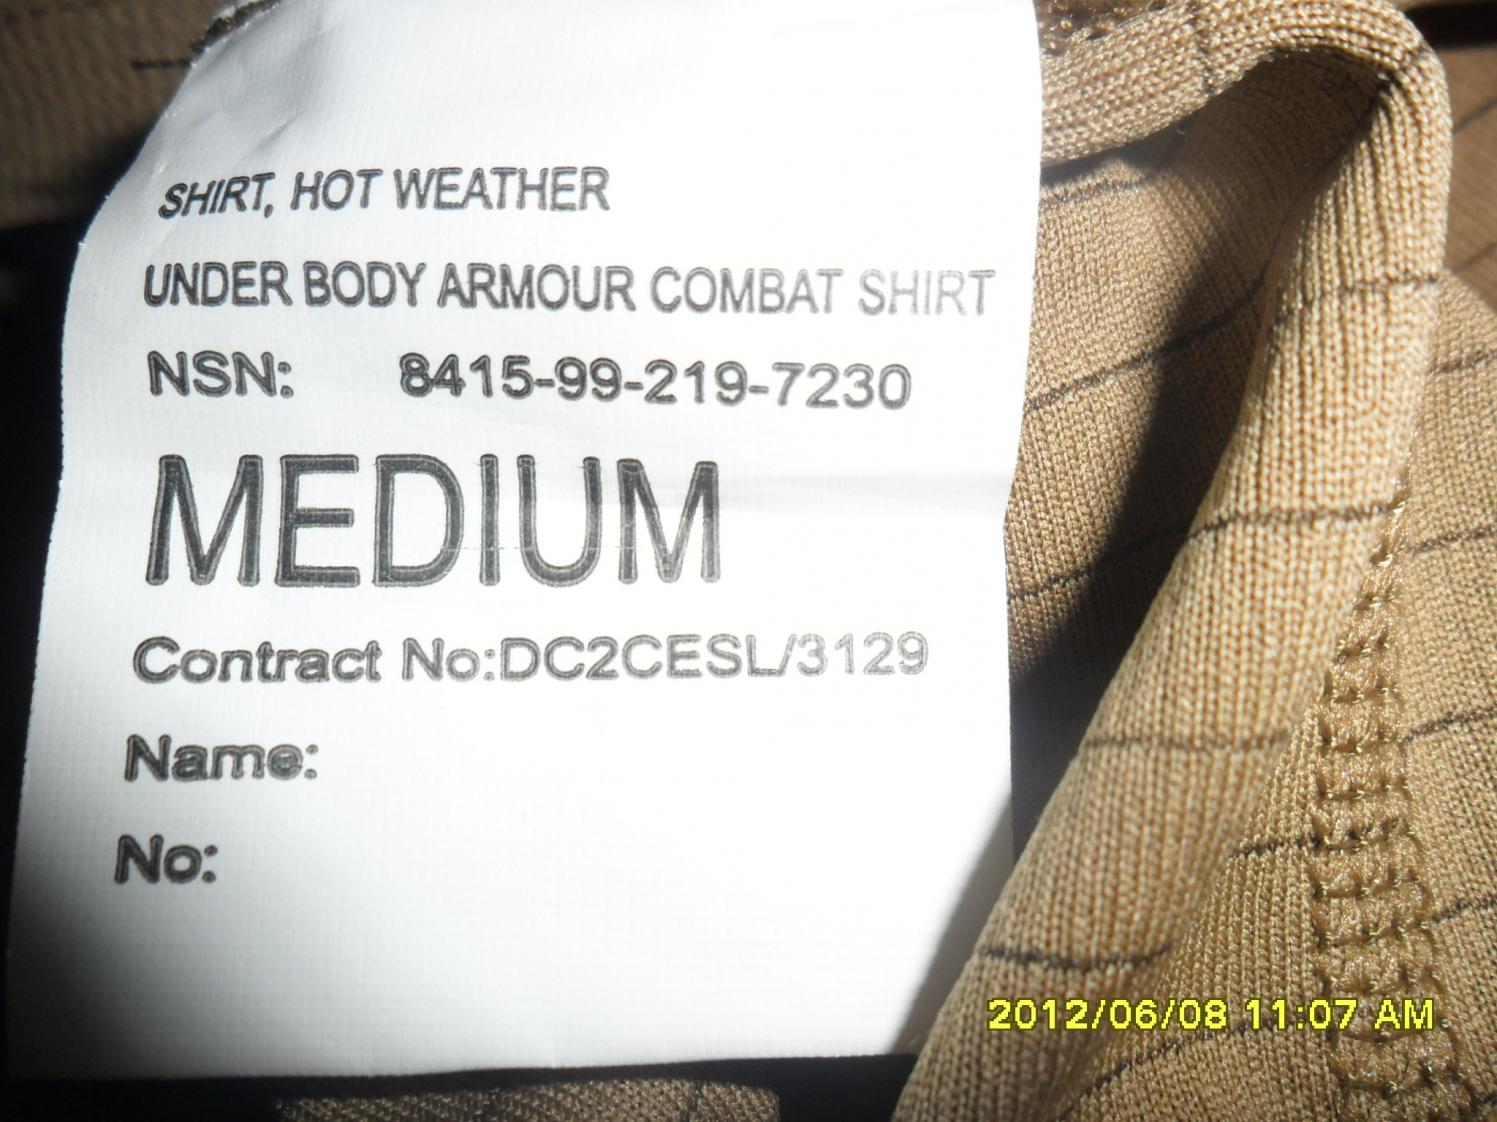 SHIRT, HOT WEATHER
UNDER BODY ARMOUR COMBAT SHIRT
NSN: 8415-99-219-7230
MEDIUM
Contract No:DC2CESL/3129
Name:
No:
2012/06/08 11:07 AM